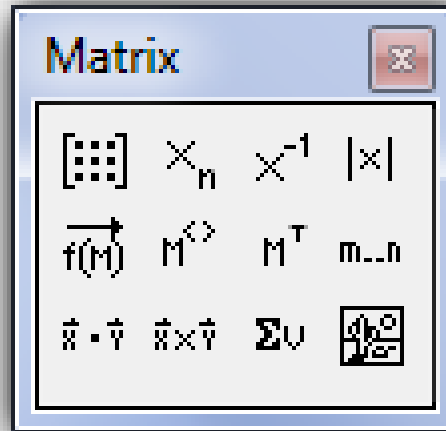 Matrix
[:::] Xₙ X⁻¹ |X|
f(M) M<> Mᵀ m..n
x · y x × y Σv